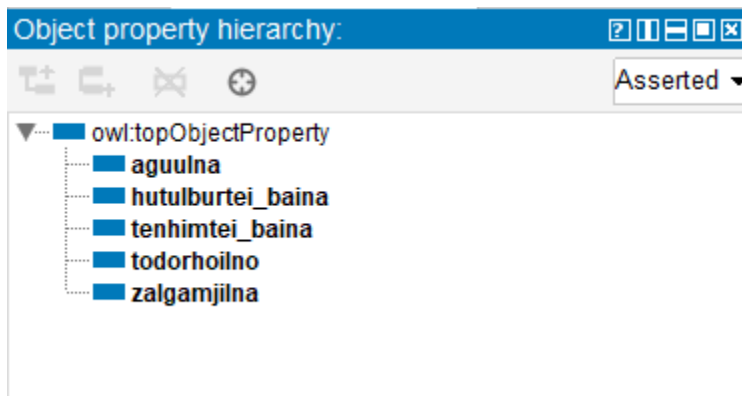 Object property hierarchy:
Asserted
owl:topObjectProperty
aguulna
hutulburtei_baina
tenhimtei_baina
todorhoilno
zalgamjilna